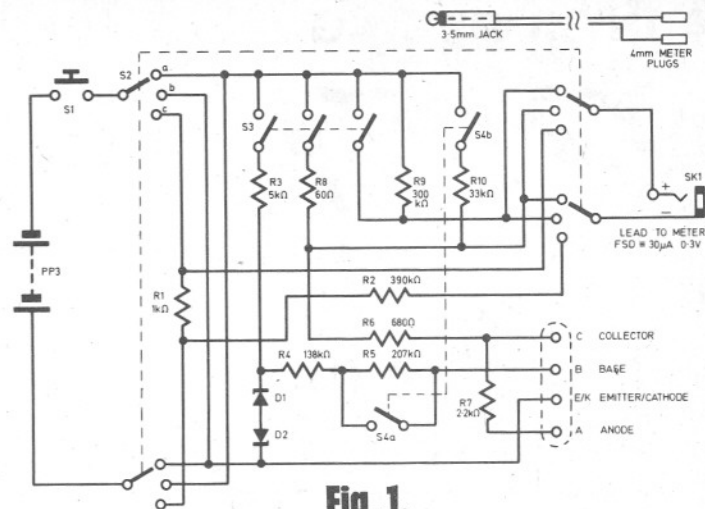 3·5mm JACK
4mm METER
PLUGS
S1
S2
a
b
c
S3
S4b
R3
5kΩ
R8
60Ω
R9
300
kΩ
R10
33kΩ
+
−
SK1
LEAD TO METER
FSD ≡ 30μA 0·3V
PP3
R1
1kΩ
R2 390kΩ
R6 680Ω
R4 138kΩ
R5 207kΩ
R7
2·2kΩ
S4a
D1
D2
C COLLECTOR
B BASE
E/K EMITTER/CATHODE
A ANODE
Fig. 1